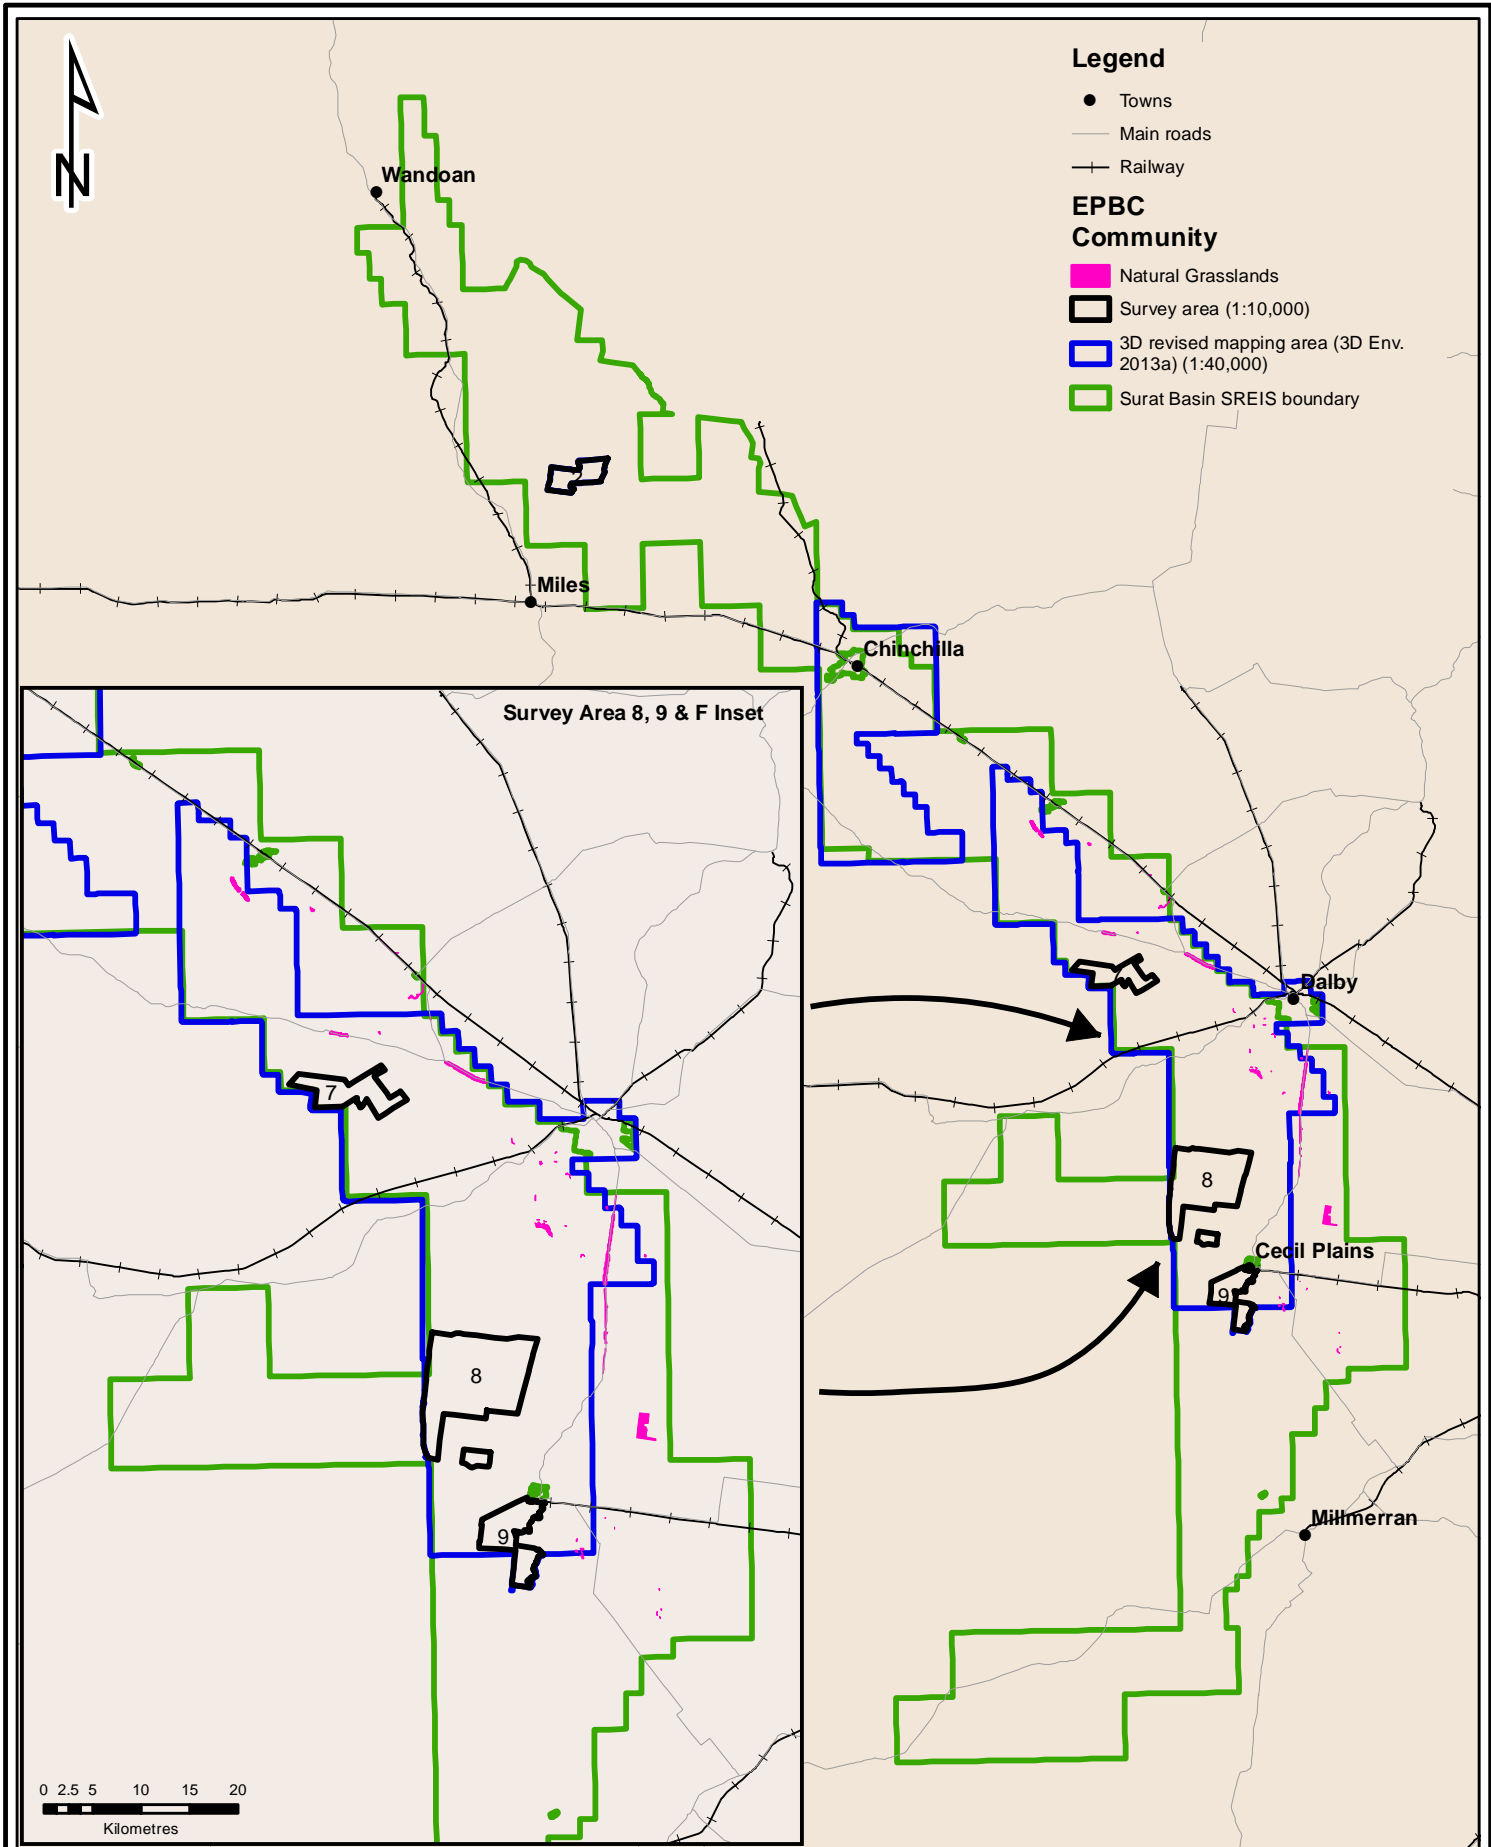 N
Legend
Towns
Main roads
Railway
EPBC
Community
Natural Grasslands
Survey area (1:10,000)
3D revised mapping area (3D Env.
2013a) (1:40,000)
Surat Basin SREIS boundary
Wandoan
Miles
Chinchilla
Dalby
8
Cecil Plains
9
Millmerran
Survey Area 8, 9 & F Inset
7
8
9
0 2.5 5 10 15 20
Kilometres